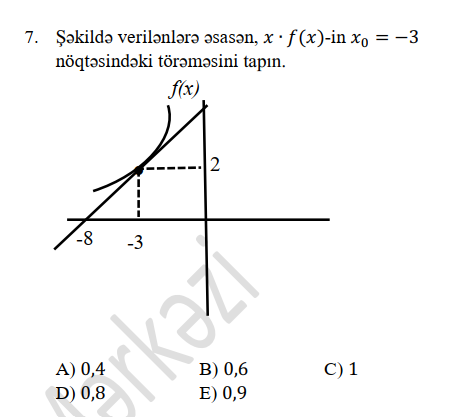 7. Şəkildə verilənlərə əsasən, x · f(x)-in x₀ = −3
nöqtəsindəki törəməsini tapın.
f(x)
2
-8
-3
Mərkəzi
A) 0,4 B) 0,6 C) 1
D) 0,8 E) 0,9